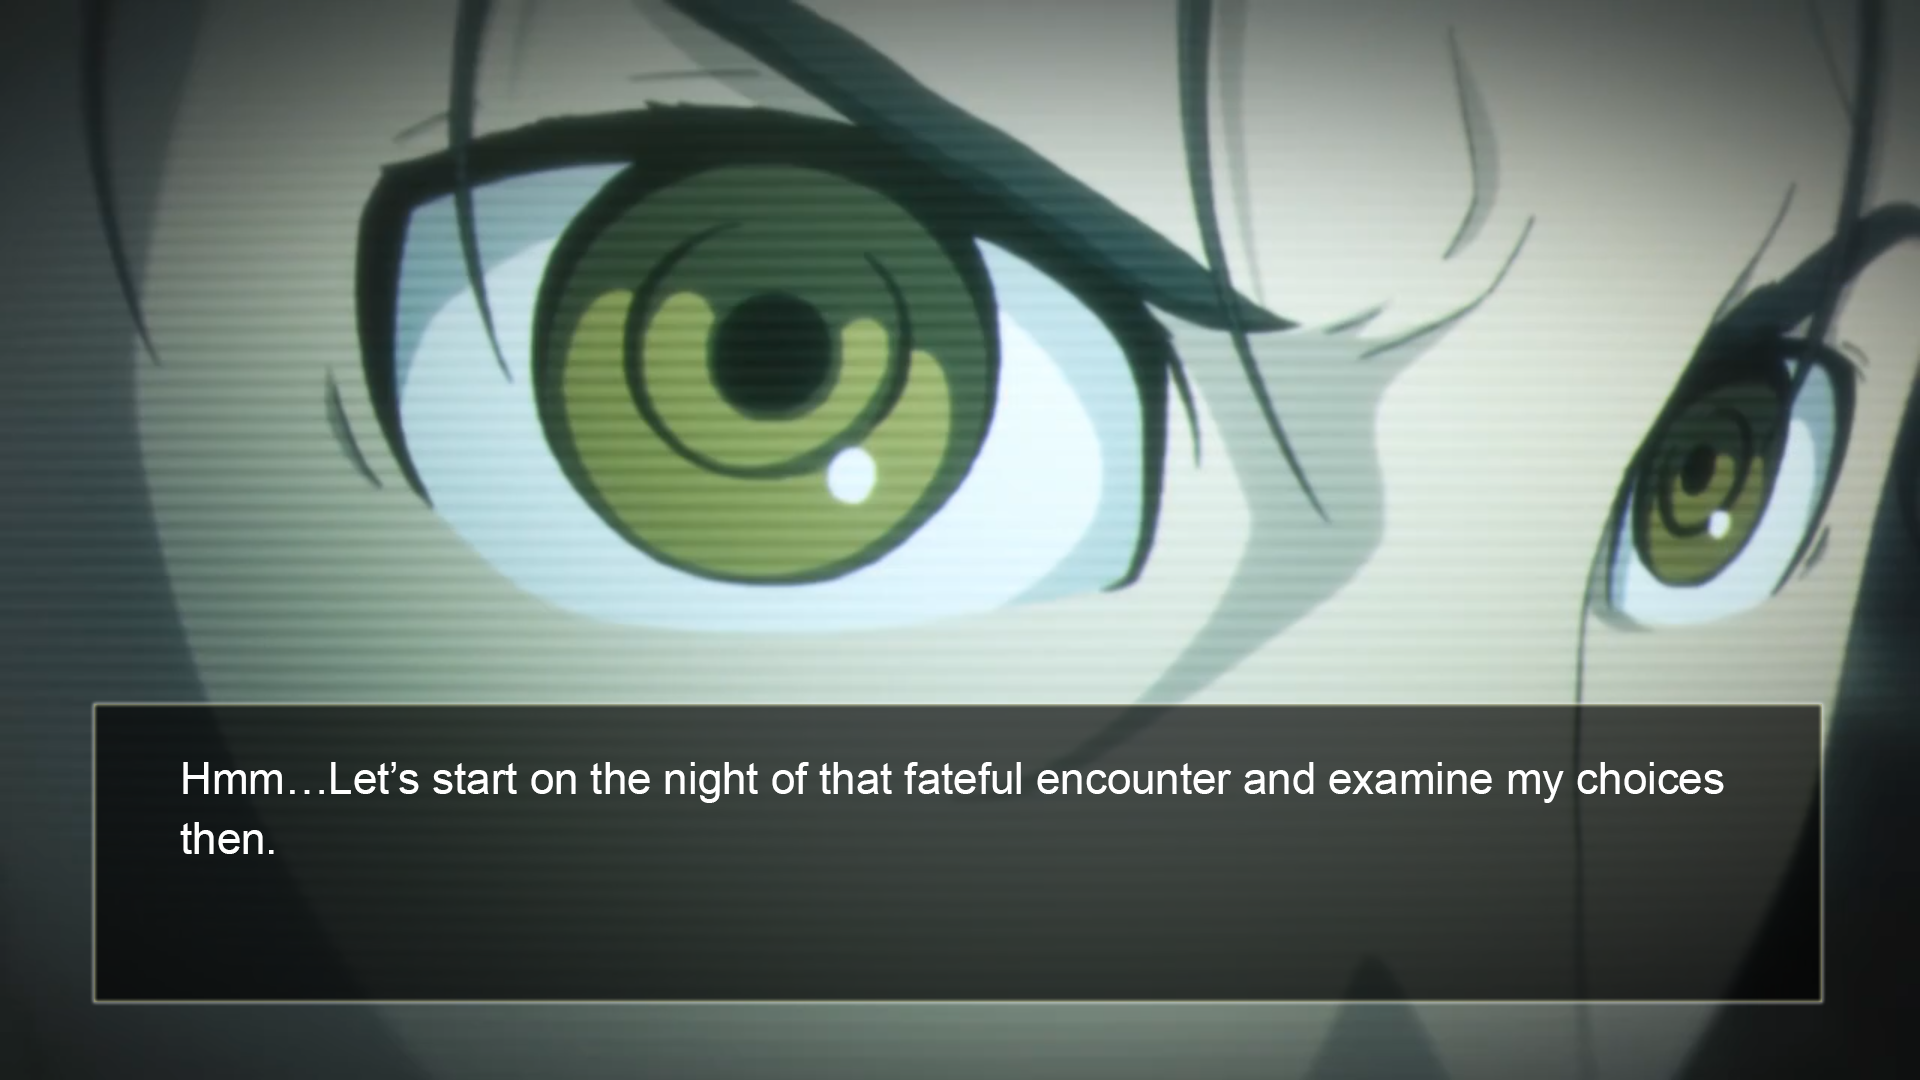 Hmm…Let’s start on the night of that fateful encounter and examine my choices
then.